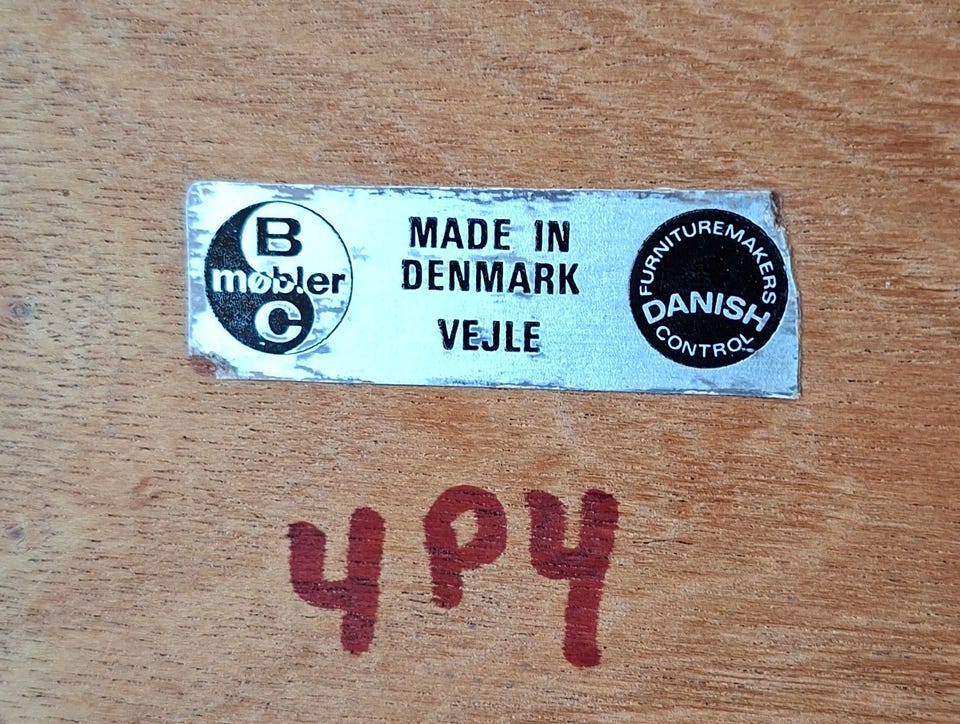 B
møbler
C
MADE IN
DENMARK
VEJLE
FURNITUREMAKERS
DANISH
CONTROL
4P4